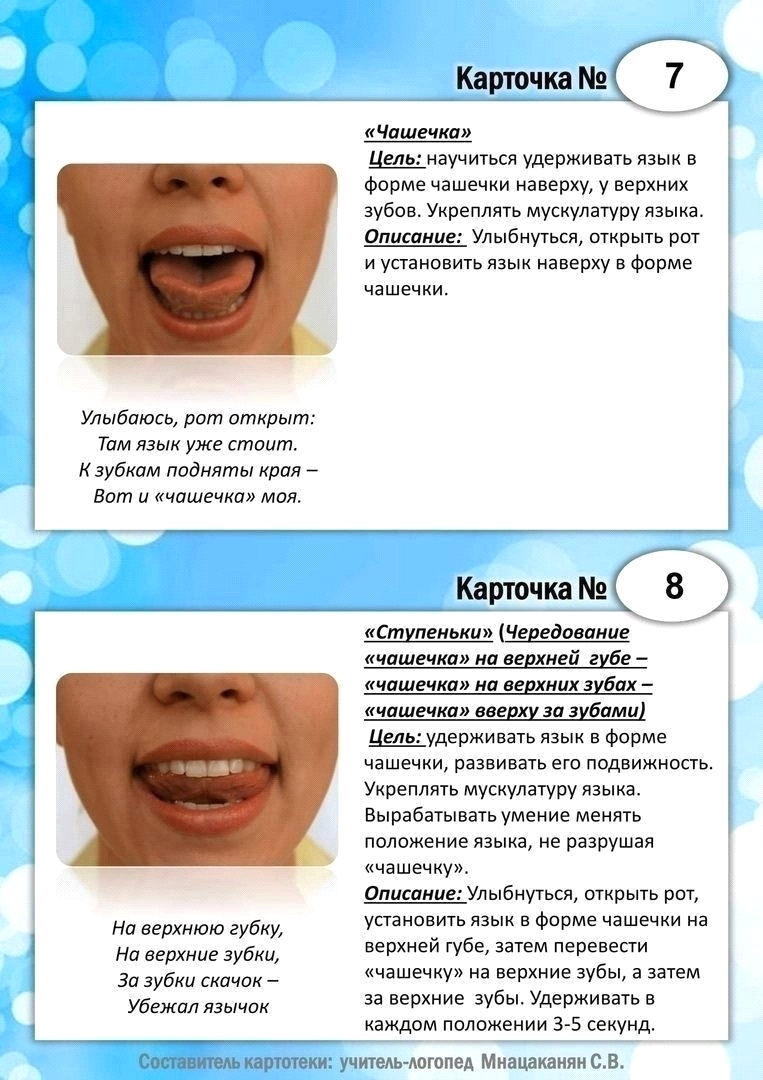 Карточка № 7
«Чашечка»
Цель: научиться удерживать язык в
форме чашечки наверху, у верхних
зубов. Укреплять мускулатуру языка.
Описание: Улыбнуться, открыть рот
и установить язык наверху в форме
чашечки.
Улыбаюсь, рот открыт:
Там язык уже стоит.
К зубкам подняты края –
Вот и «чашечка» моя.
Карточка № 8
«Ступеньки» (Чередование
«чашечка» на верхней губе –
«чашечка» на верхних зубах –
«чашечка» вверху за зубами)
Цель: удерживать язык в форме
чашечки, развивать его подвижность.
Укреплять мускулатуру языка.
Вырабатывать умение менять
положение языка, не разрушая
«чашечку».
Описание: Улыбнуться, открыть рот,
установить язык в форме чашечки на
верхней губе, затем перевести
«чашечку» на верхние зубы, а затем
за верхние зубы. Удерживать в
каждом положении 3-5 секунд.
На верхнюю губку,
На верхние зубки,
За зубки скачок –
Убежал язычок
Составитель картотеки: учитель-логопед Мнацаканян С.В.